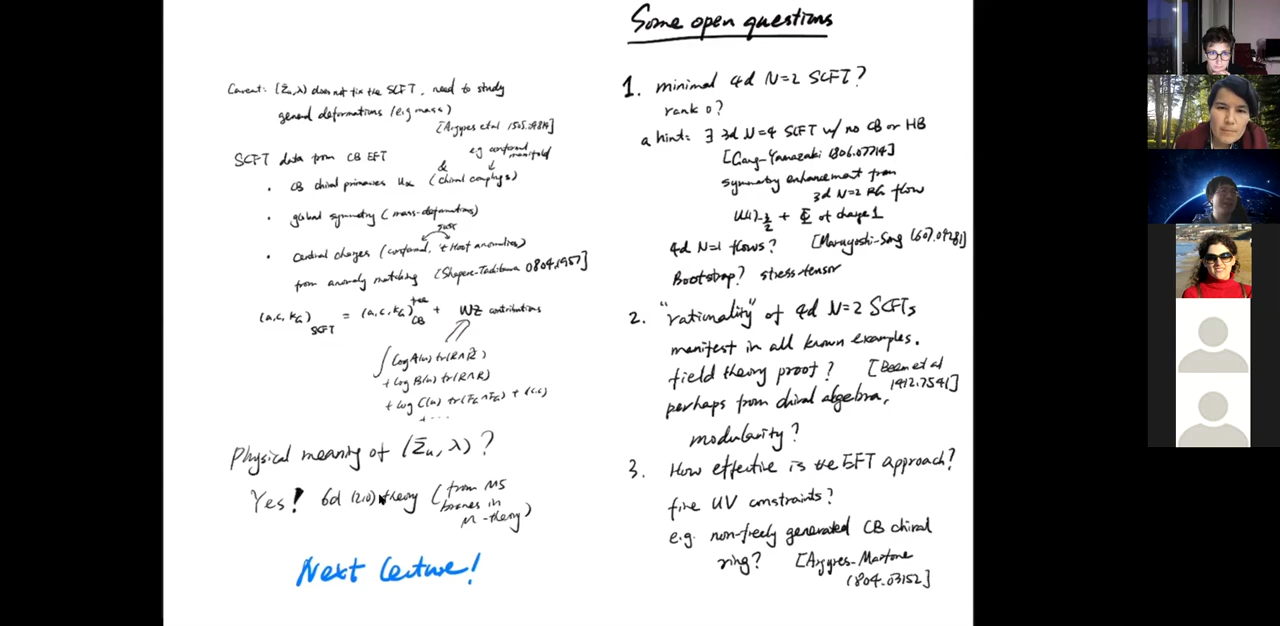 Caveat: (Σu, λ) does not fix the SCFT, need to study
general deformations (e.g mass)
[Argyres et al 1505.04814]
SCFT data from CB EFT
e.g conformal manifold
• CB chiral primaries uα & (chiral couplings)
• global symmetry (mass-deformations)
SUSY
• central charges (conformal, 't Hooft anomalies)
from anomaly matching [Shapere-Tachikawa 0804.1957]
(a, c, k_G)_SCFT = (a, c, k_G)^free_CB + WZ contributions
∫ log A(u) tr(R∧R̃)
+ log B(u) tr(R∧R)
+ log C(u) tr(F_G∧F_G) + (c.c)
+ ....
Physical meaning of (Σu, λ)?
Yes! 6d (2,0) theory (from M5
branes in
M-theory)
Next Lecture!
Some open questions
1. minimal 4d N=2 SCFT?
rank 0?
a hint: ∃ 3d N=4 SCFT w/ no CB or HB
[Gang-Yamazaki 1806.07714]
symmetry enhancement from
3d N=2 RG flow
U(1)_{-3/2} + Φ of charge 1
4d N=1 flows? [Maruyoshi-Song 1607.04281]
Bootstrap? stress-tensor
2. "rationality" of 4d N=2 SCFTs
manifest in all known examples.
field theory proof? [Beem et al
1412.7541]
perhaps from chiral algebra,
modularity?
3. How effective is the EFT approach?
fine UV constraints?
e.g. non-freely generated CB chiral
ring? [Argyres-Martone
1804.03152]